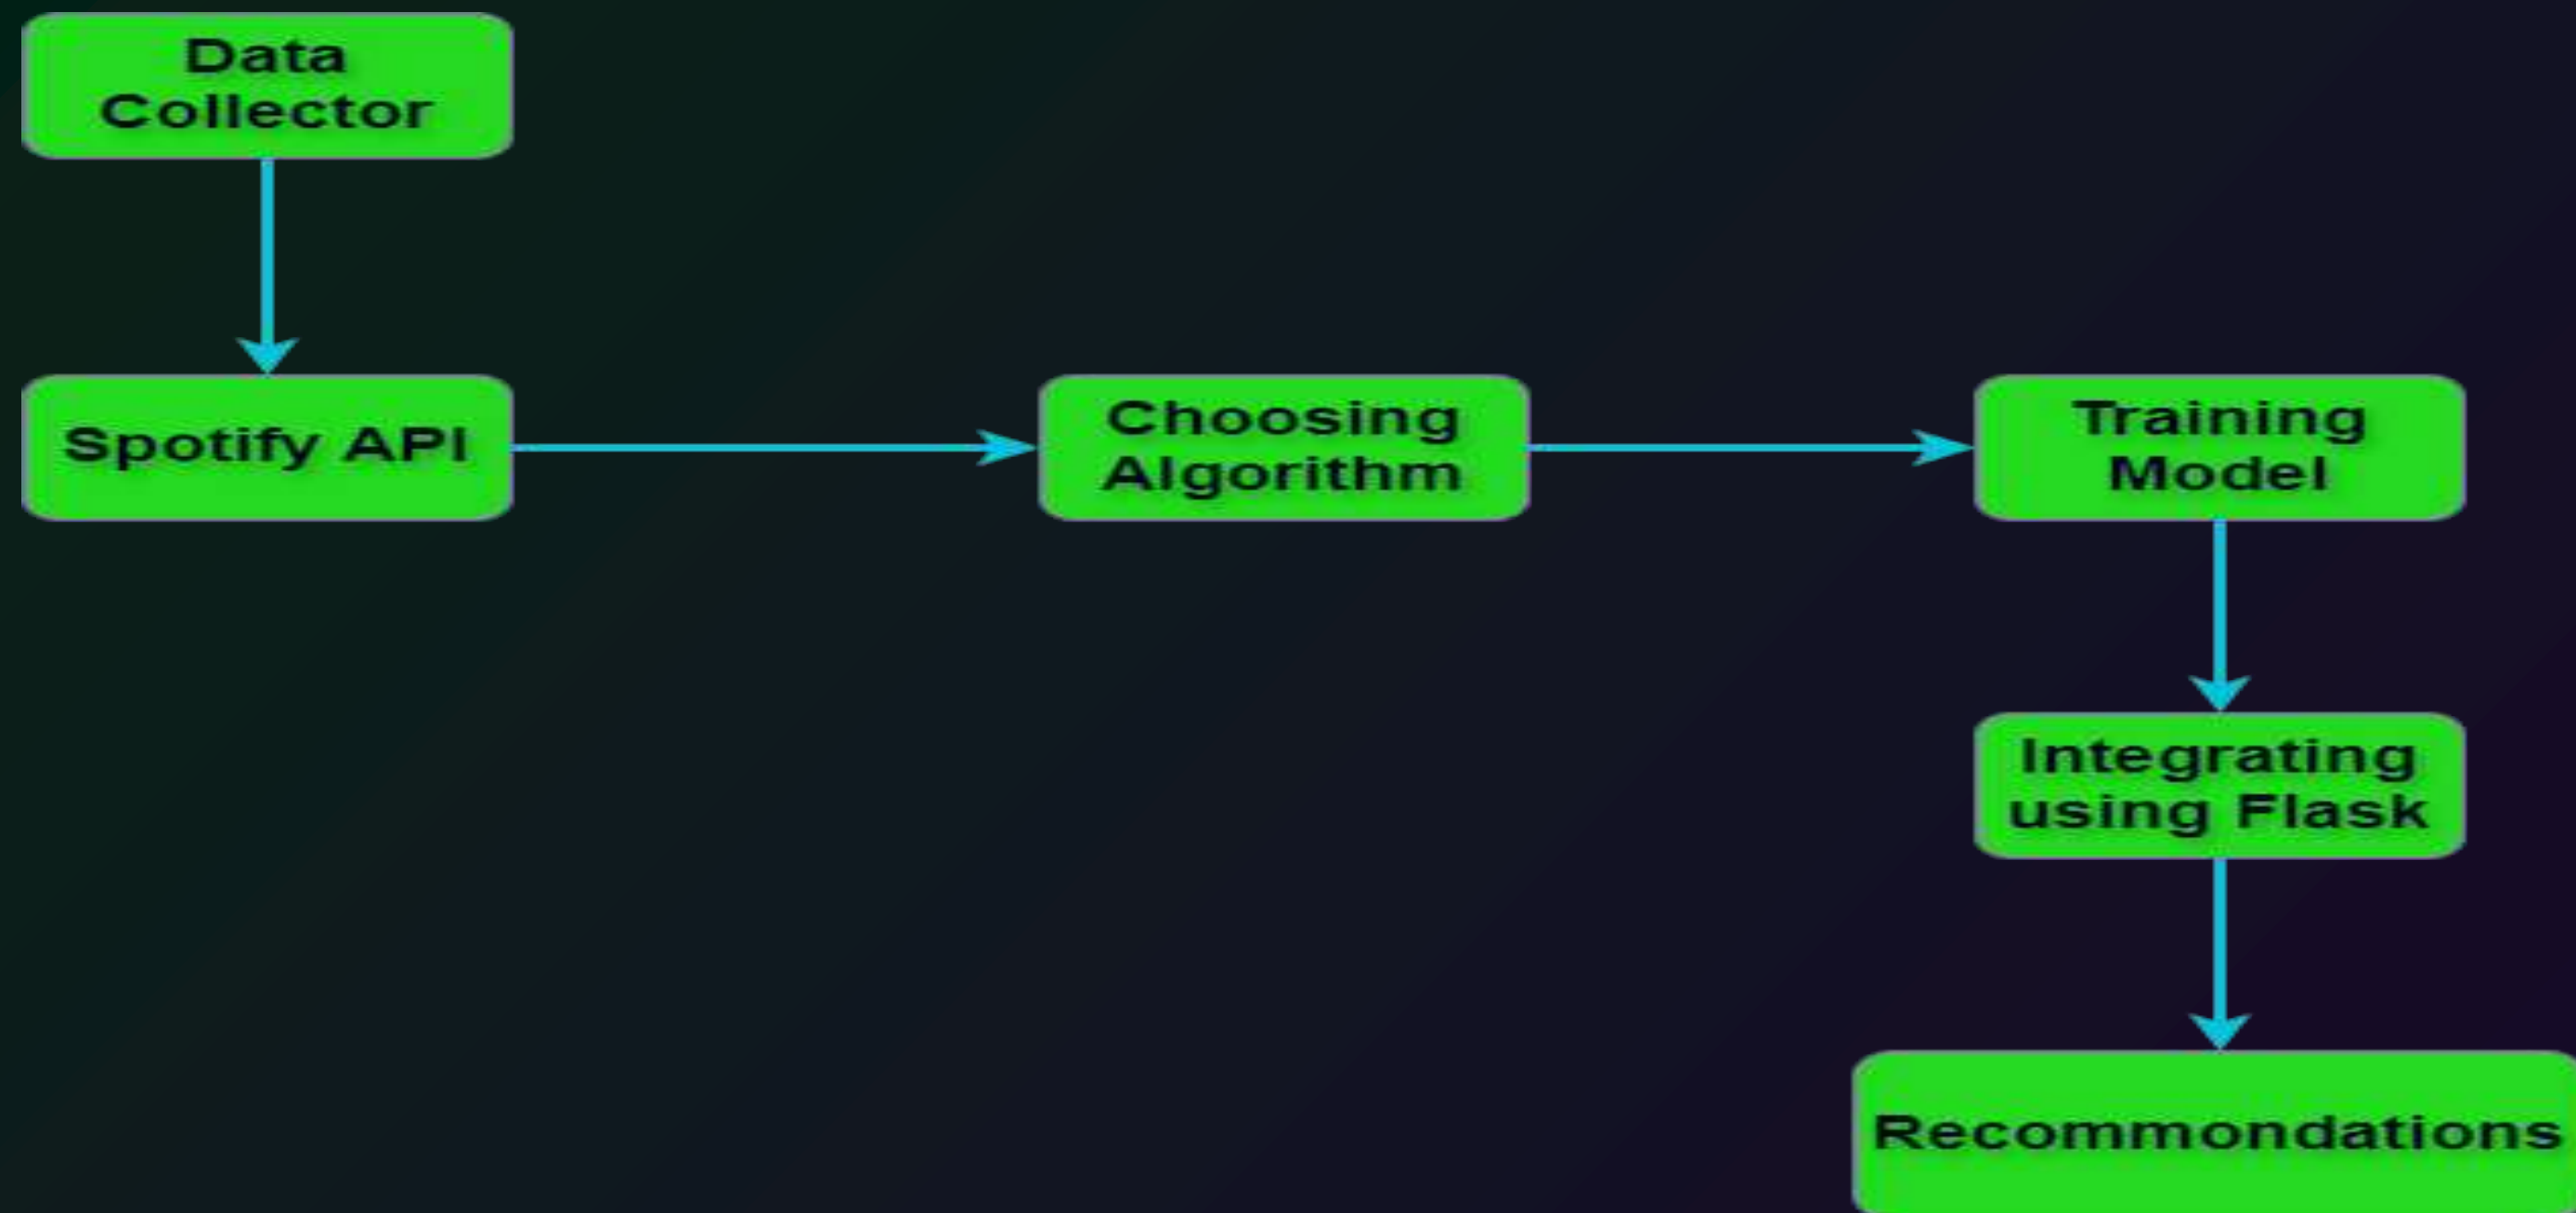 Data
Collector
Spotify API
Choosing
Algorithm
Training
Model
Integrating
using Flask
Recommondations